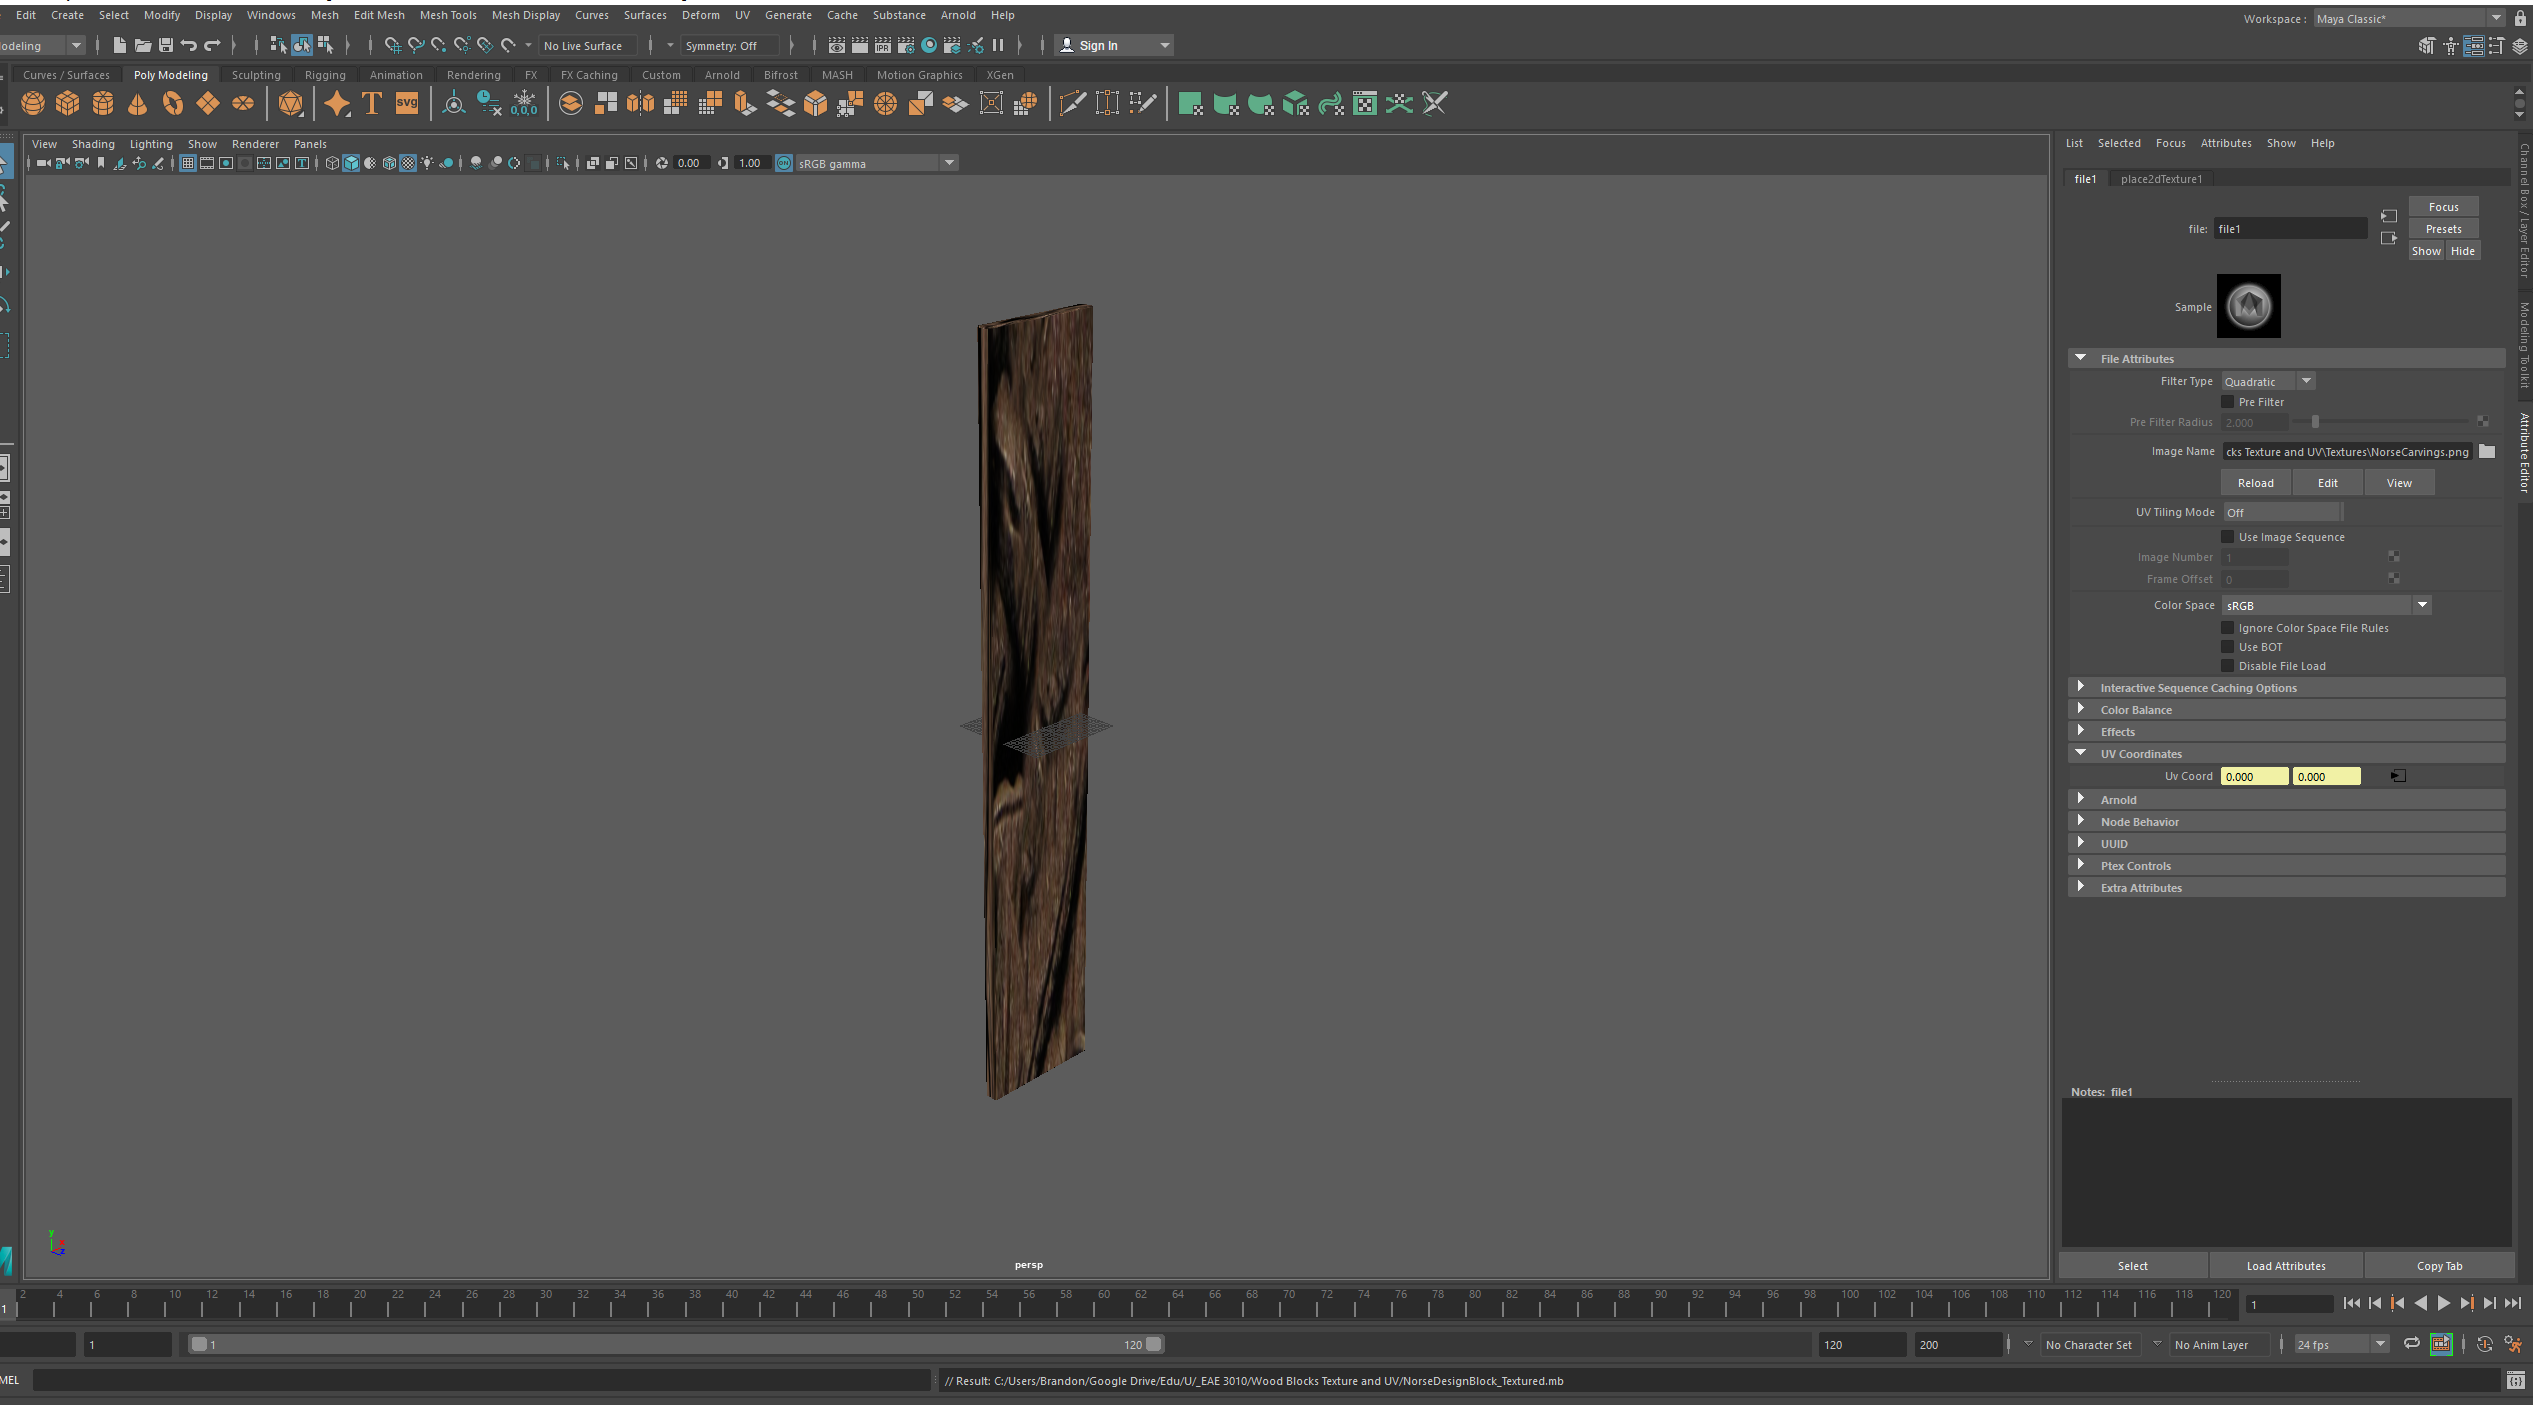 Edit Create Select Modify Display Windows Mesh Edit Mesh Mesh Tools Mesh Display Curves Surfaces Deform UV Generate Cache Substance Arnold Help
Workspace : Maya Classic*
odeling No Live Surface Symmetry: Off IPR Sign In
Curves / Surfaces Poly Modeling Sculpting Rigging Animation Rendering FX FX Caching Custom Arnold Bifrost MASH Motion Graphics XGen
T svg 0,0,0
View Shading Lighting Show Renderer Panels
0.00 1.00 ON sRGB gamma
List Selected Focus Attributes Show Help
file1 place2dTexture1
Focus
file: file1 Presets
Show Hide
Sample
File Attributes
Filter Type Quadratic
Pre Filter
Pre Filter Radius 2.000
Image Name cks Texture and UV\Textures\NorseCarvings.png
Reload Edit View
UV Tiling Mode Off
Use Image Sequence
Image Number 1
Frame Offset 0
Color Space sRGB
Ignore Color Space File Rules
Use BOT
Disable File Load
Interactive Sequence Caching Options
Color Balance
Effects
UV Coordinates
Uv Coord 0.000 0.000
Arnold
Node Behavior
UUID
Ptex Controls
Extra Attributes
Notes: file1
Select Load Attributes Copy Tab
Channel Box / Layer Editor
Modeling Toolkit
Attribute Editor
y x z
persp
1 2 4 6 8 10 12 14 16 18 20 22 24 26 28 30 32 34 36 38 40 42 44 46 48 50 52 54 56 58 60 62 64 66 68 70 72 74 76 78 80 82 84 86 88 90 92 94 96 98 100 102 104 106 108 110 112 114 116 118 120 1
1 1 120 120 200 No Character Set No Anim Layer 24 fps
MEL // Result: C:/Users/Brandon/Google Drive/Edu/U/_EAE 3010/Wood Blocks Texture and UV/NorseDesignBlock_Textured.mb